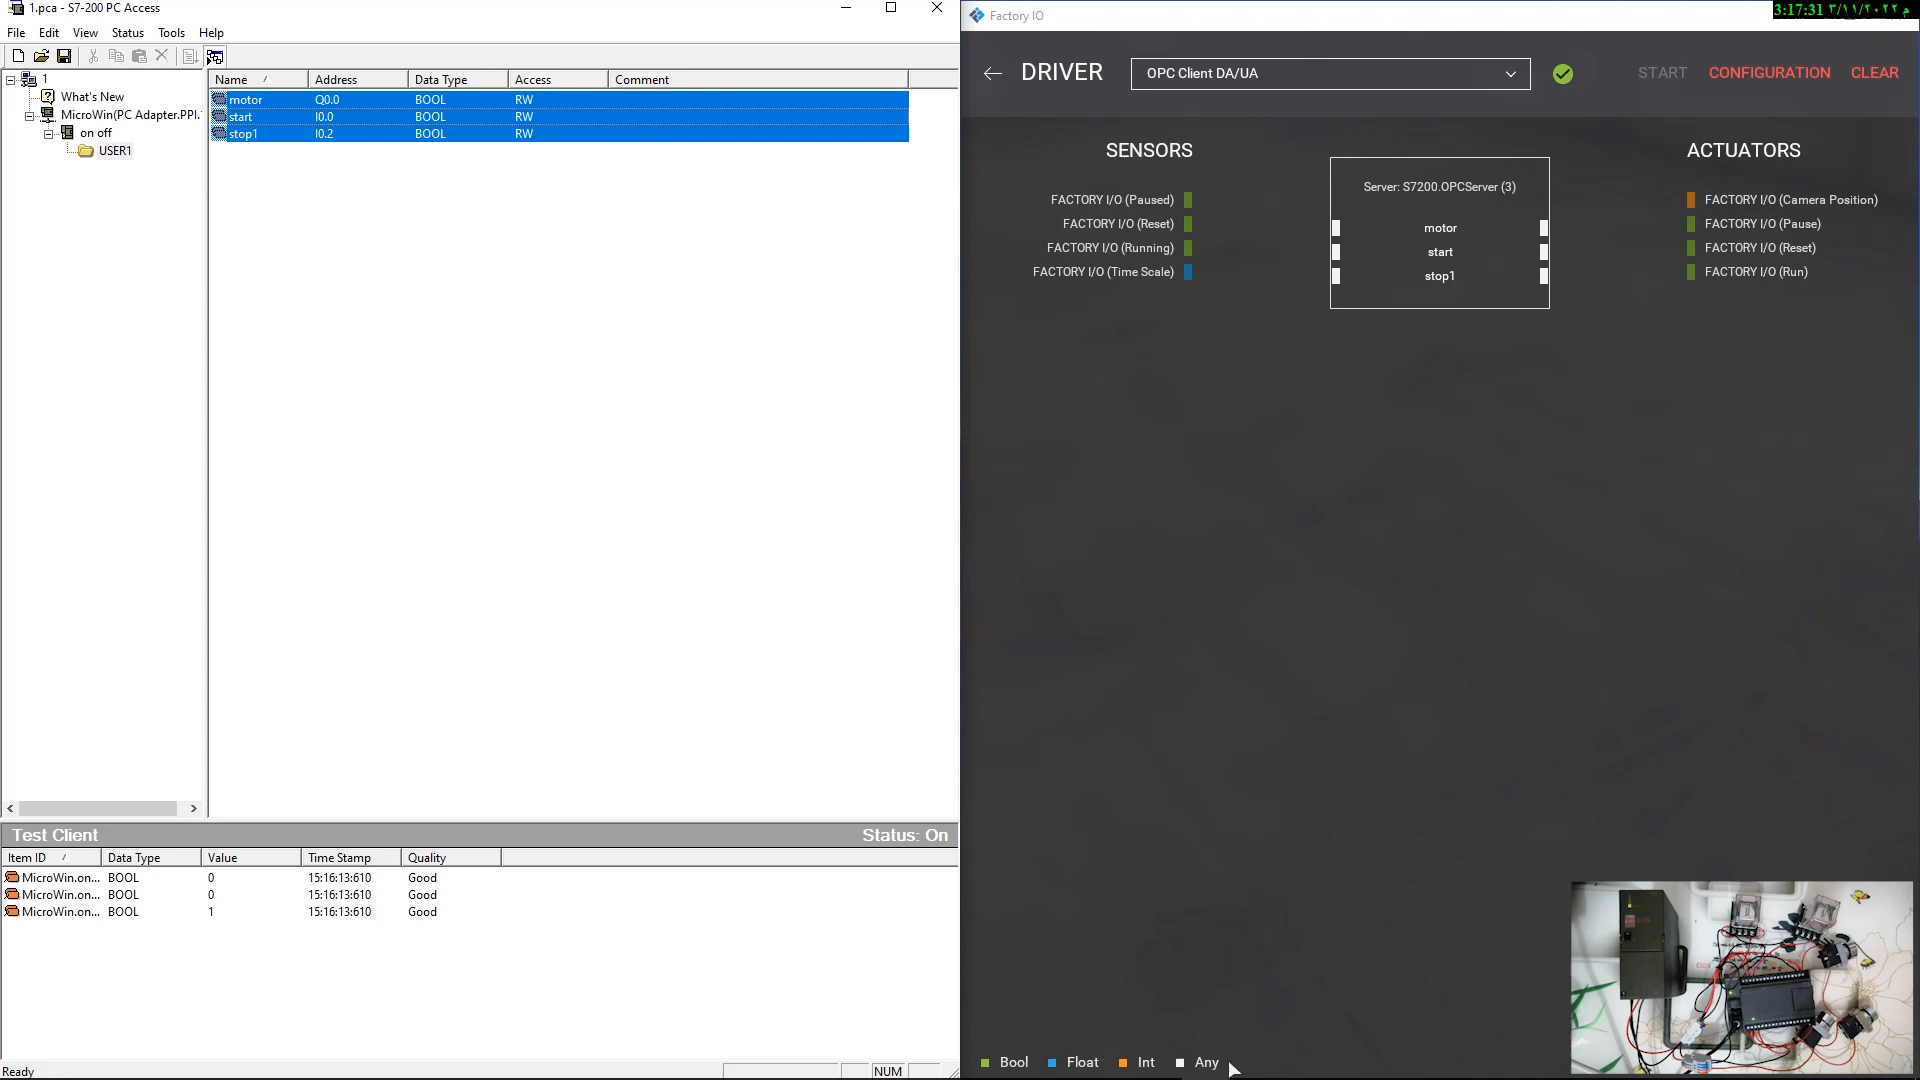 1.pca - S7-200 PC Access
File Edit View Status Tools Help
1
What's New
MicroWin(PC Adapter.PPI.
on off
USER1
Name Address Data Type Access Comment
motor Q0.0 BOOL RW
start I0.0 BOOL RW
stop1 I0.2 BOOL RW
Test Client Status: On
Item ID Data Type Value Time Stamp Quality
MicroWin.on... BOOL 0 15:16:13:610 Good
MicroWin.on... BOOL 0 15:16:13:610 Good
MicroWin.on... BOOL 1 15:16:13:610 Good
Ready NUM
Factory IO
3:17:31 ٣/١١/٢٠٢٢ م
DRIVER OPC Client DA/UA START CONFIGURATION CLEAR
SENSORS
FACTORY I/O (Paused)
FACTORY I/O (Reset)
FACTORY I/O (Running)
FACTORY I/O (Time Scale)
Server: S7200.OPCServer (3)
motor
start
stop1
ACTUATORS
FACTORY I/O (Camera Position)
FACTORY I/O (Pause)
FACTORY I/O (Reset)
FACTORY I/O (Run)
Bool Float Int Any